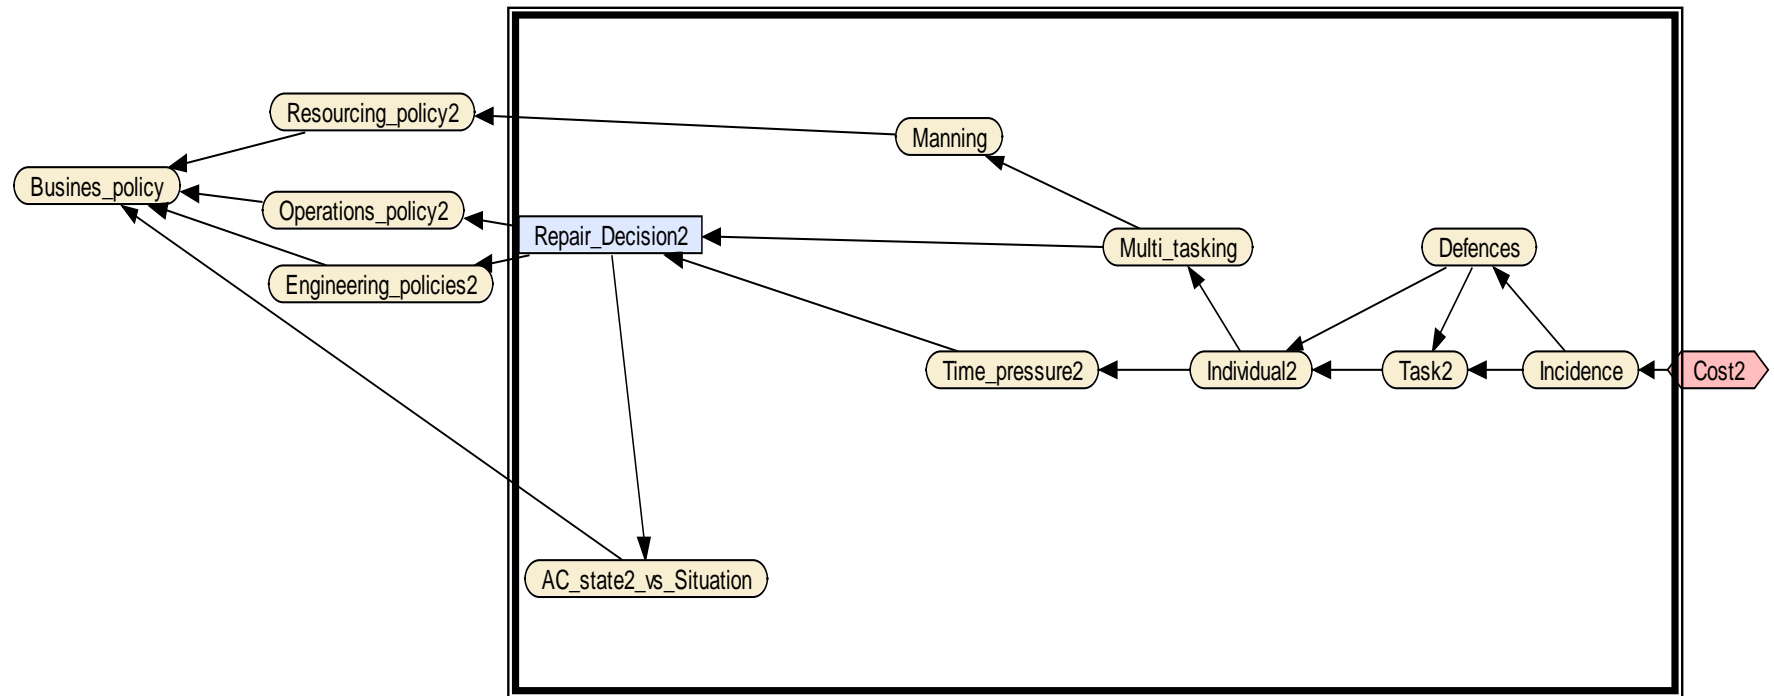 Resourcing_policy2
Manning
Busines_policy
Operations_policy2
Repair_Decision2
Multi_tasking
Defences
Engineering_policies2
Time_pressure2
Individual2
Task2
Incidence
Cost2
AC_state2_vs_Situation